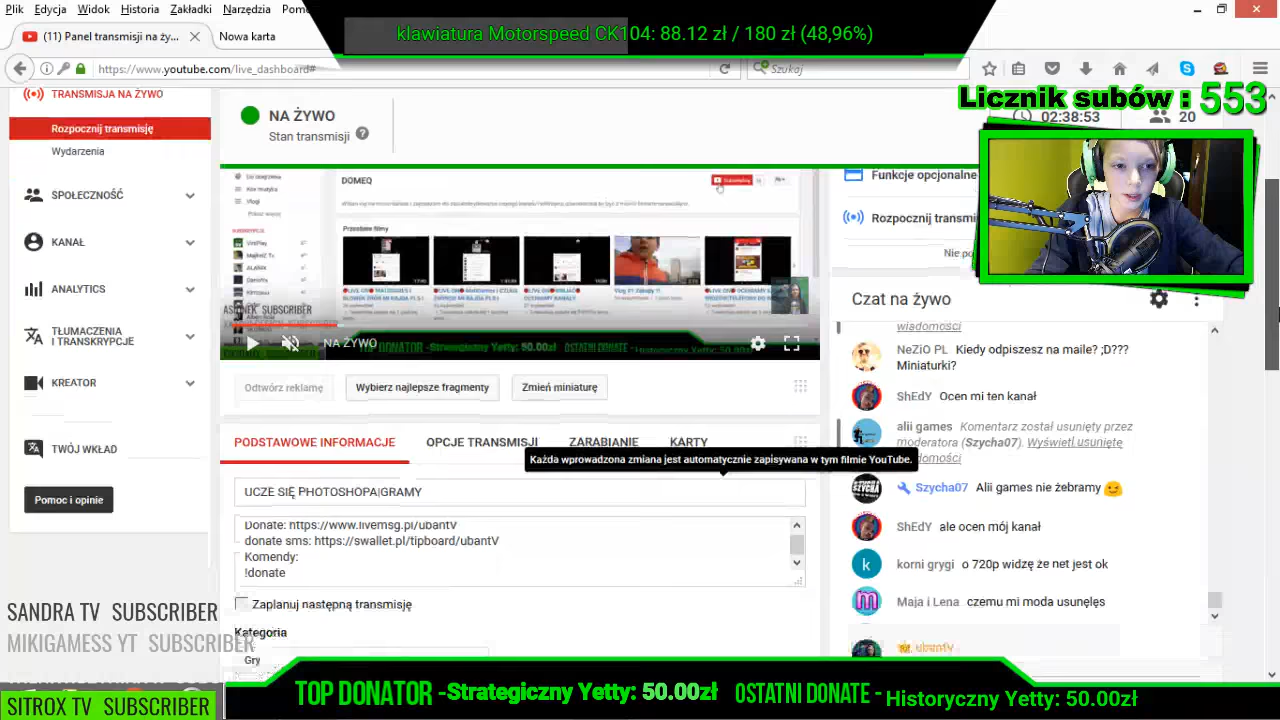 Plik Edycja Widok Historia Zakładki Narzędzia
klawiatura Motorspeed CK104: 88.12 zł / 180 zł (48,96%)
(11) Panel transmisji na ży...
Nowa karta
https://www.youtube.com/live_dashboard#
Szukaj
Licznik subów : 553
TRANSMISJA NA ŻYWO
Rozpocznij transmisję
Wydarzenia
SPOŁECZNOŚĆ
KANAŁ
ANALYTICS
TŁUMACZENIA
I TRANSKRYPCJE
KREATOR
TWÓJ WKŁAD
Pomoc i opinie
NA ŻYWO
Stan transmisji
02:38:53
20
DOMEQ
Przesłane filmy
NA ŻYWO
Odtwórz reklamę
Wybierz najlepsze fragmenty
Zmień miniaturę
PODSTAWOWE INFORMACJE
OPCJE TRANSMISJI
ZARABIANIE
KARTY
Każda wprowadzona zmiana jest automatycznie zapisywana w tym filmie YouTube.
UCZE SIĘ PHOTOSHOPA|GRAMY
Donate: https://www.livemsg.pl/ubantV
donate sms: https://swallet.pl/tipboard/ubantV
Komendy:
!donate
Zaplanuj następną transmisję
Kategoria
Gry
Funkcje opcjonalne
Rozpocznij transmi
Czat na żywo
wiadomości
NeZiO PL Kiedy odpiszesz na maile? ;D???
Miniaturki?
ShEdY Ocen mi ten kanał
alii games Komentarz został usunięty przez
moderatora (Szycha07). Wyświetl usunięte
Szycha07 Alii games nie żebramy
ShEdY ale ocen mój kanał
korni grygi o 720p widzę że net jest ok
Maja i Lena czemu mi moda usunęlęs
SANDRA TV SUBSCRIBER
MIKIGAMESS YT SUBSCRIBER
SITROX TV SUBSCRIBER
TOP DONATOR - Strategiczny Yetty: 50.00zł OSTATNI DONATE - Historyczny Yetty: 50.00zł